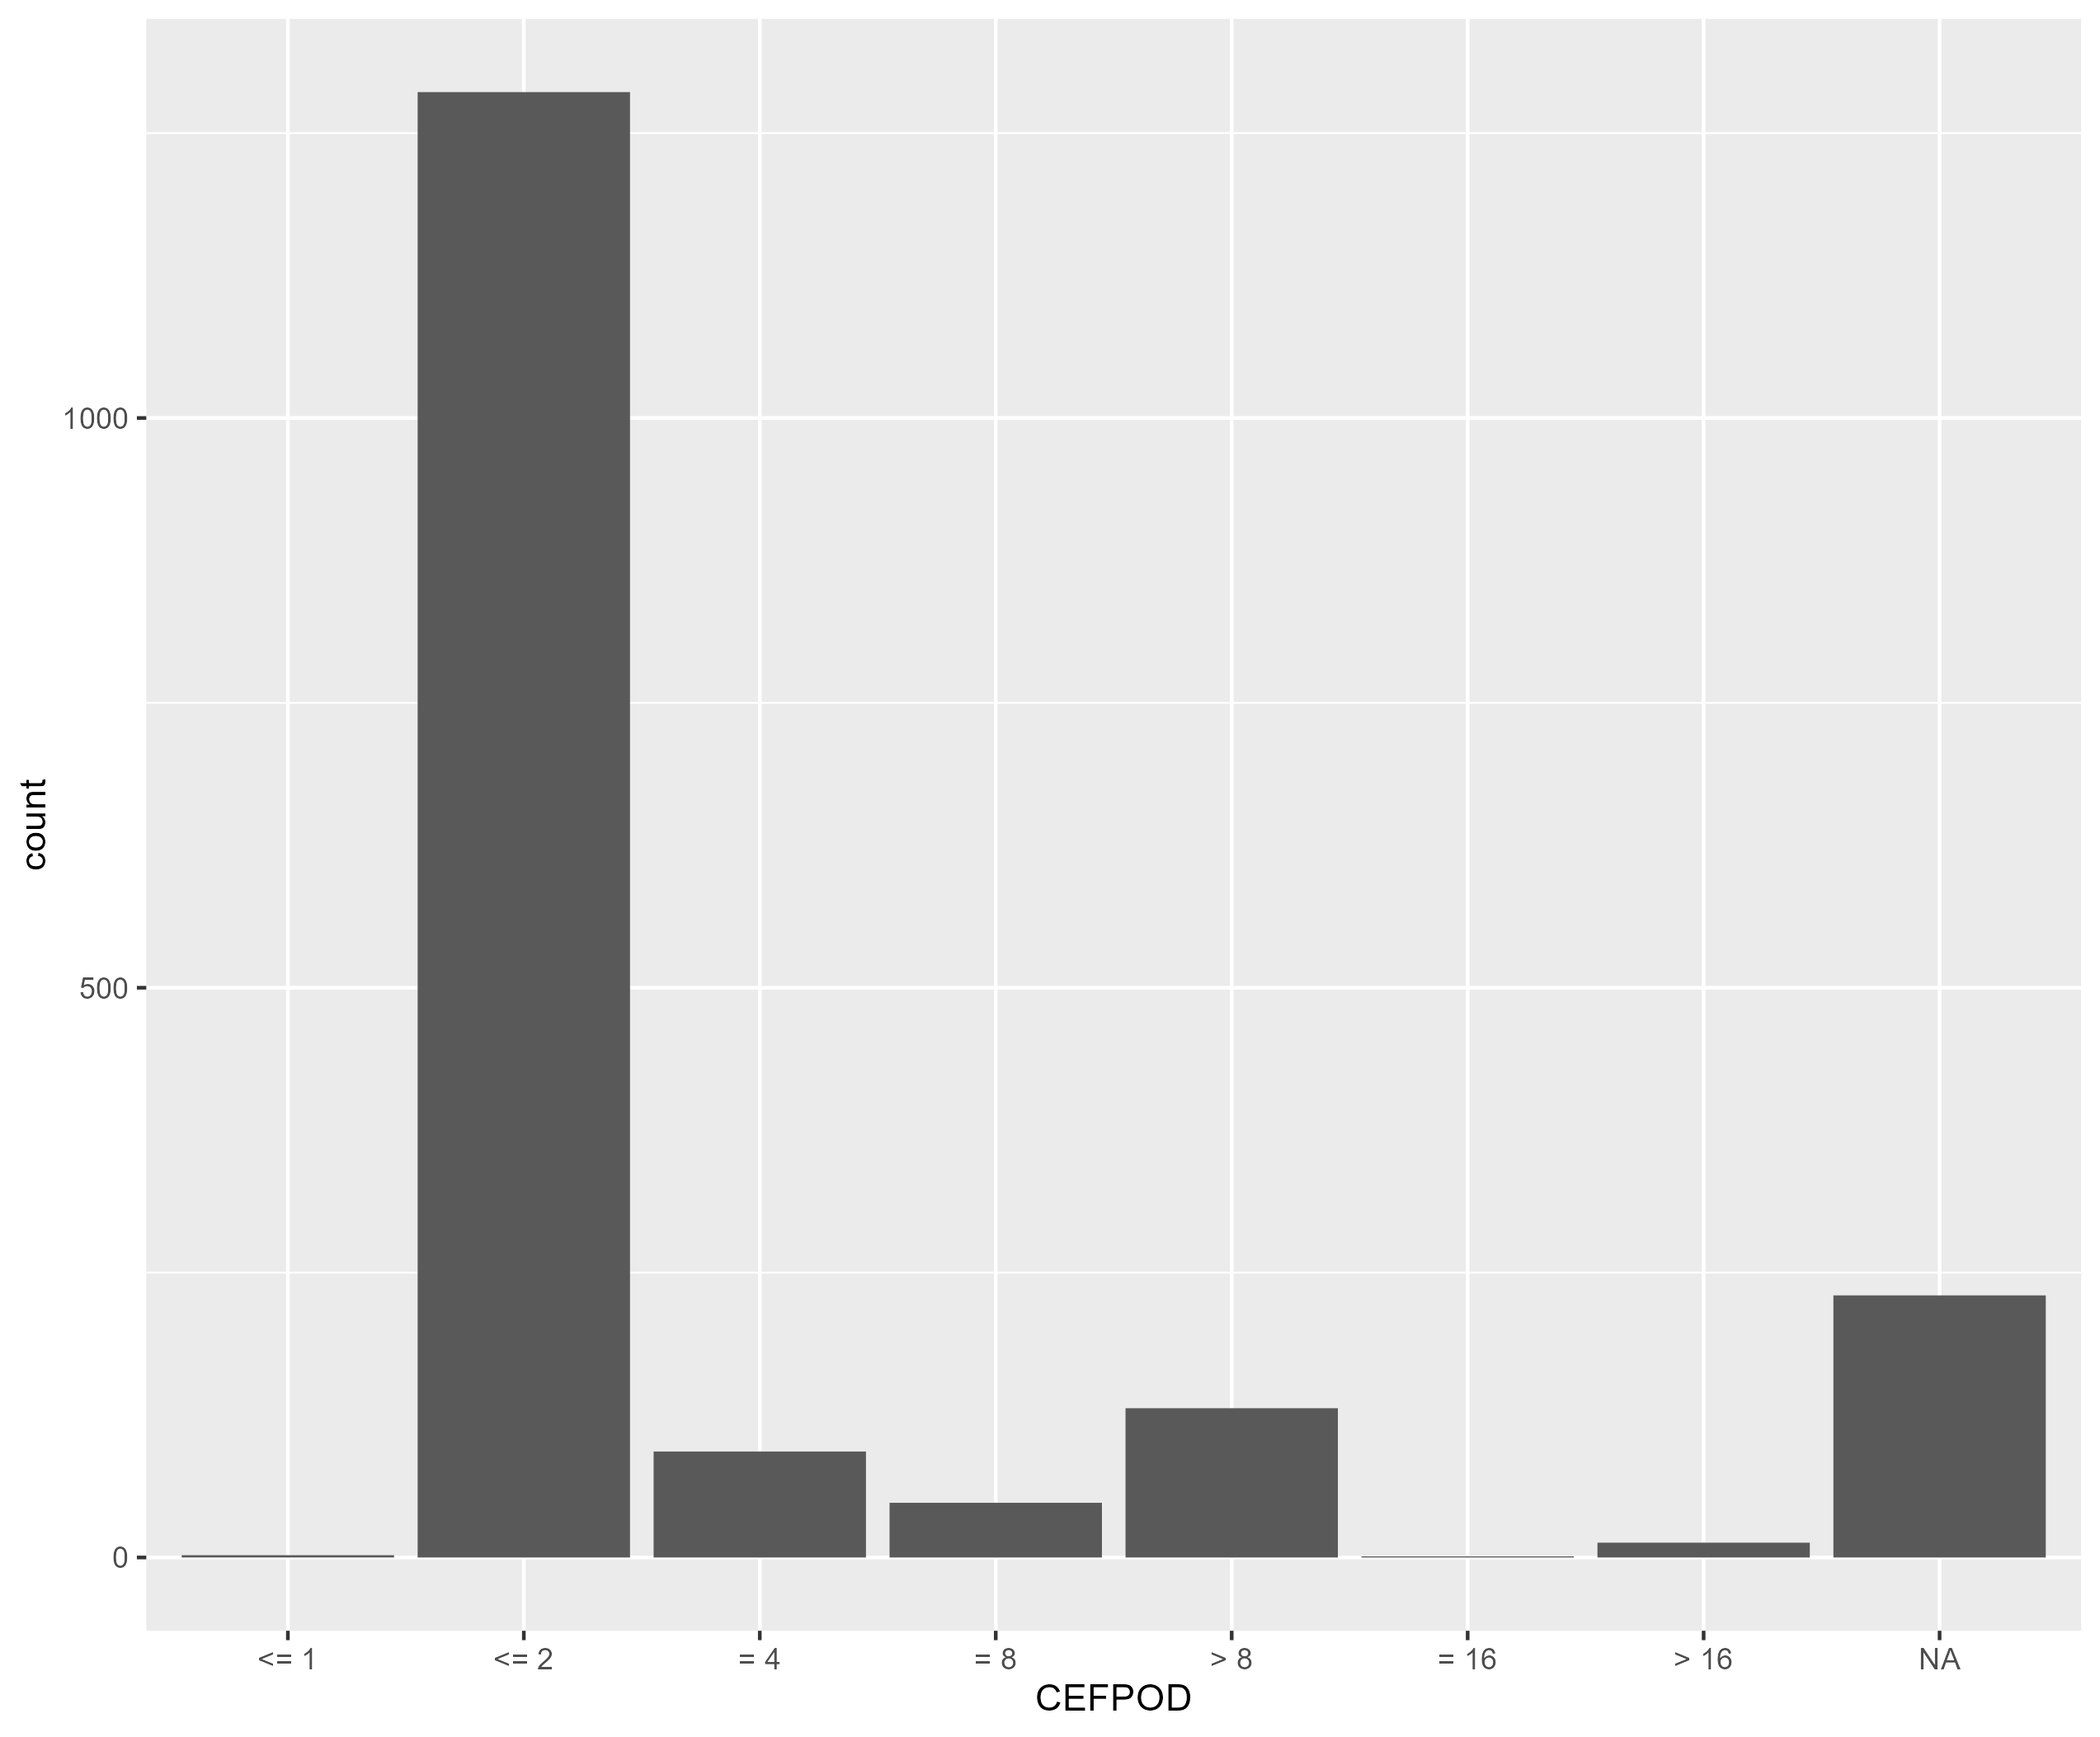 count
1000
500
0
<= 1 <= 2 = 4 = 8 > 8 = 16 > 16 NA
CEFPOD